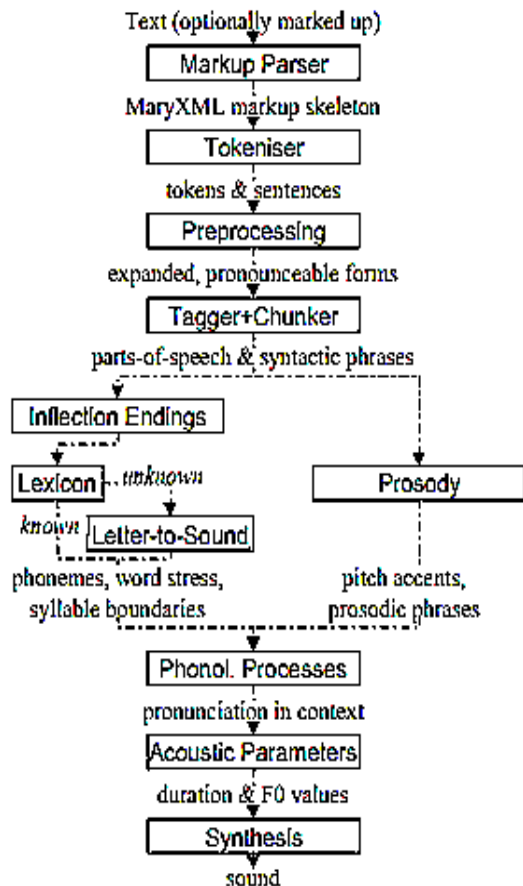 Text (optionally marked up)
Markup Parser
MaryXML markup skeleton
Tokeniser
tokens & sentences
Preprocessing
expanded, pronounceable forms
Tagger+Chunker
parts-of-speech & syntactic phrases
Inflection Endings
Lexicon
unknown
Prosody
known
Letter-to-Sound
phonemes, word stress,
syllable boundaries
pitch accents,
prosodic phrases
Phonol. Processes
pronunciation in context
Acoustic Parameters
duration & F0 values
Synthesis
sound